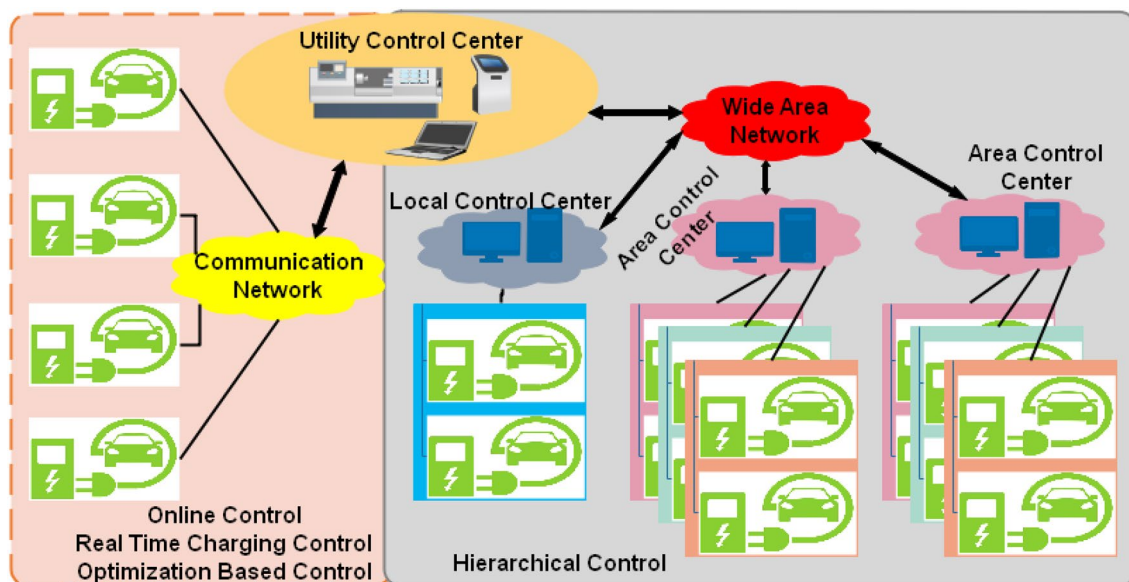 Utility Control Center
Wide Area
Network
Area Control
Center
Local Control Center
Area Control
Center
Communication
Network
Online Control
Real Time Charging Control
Optimization Based Control
Hierarchical Control